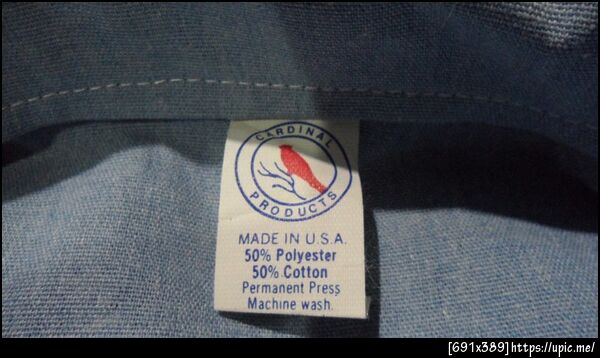 CARDINAL
PRODUCTS
MADE IN U.S.A.
50% Polyester
50% Cotton
Permanent Press
Machine wash.
[691x389]https://upic.me/